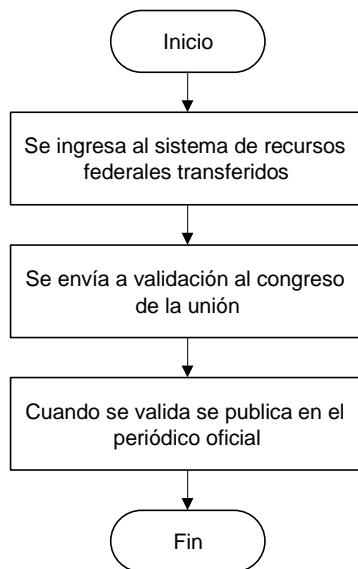 Inicio
Se ingresa al sistema de recursos
federales transferidos
Se envía a validación al congreso
de la unión
Cuando se valida se publica en el
periódico oficial
Fin